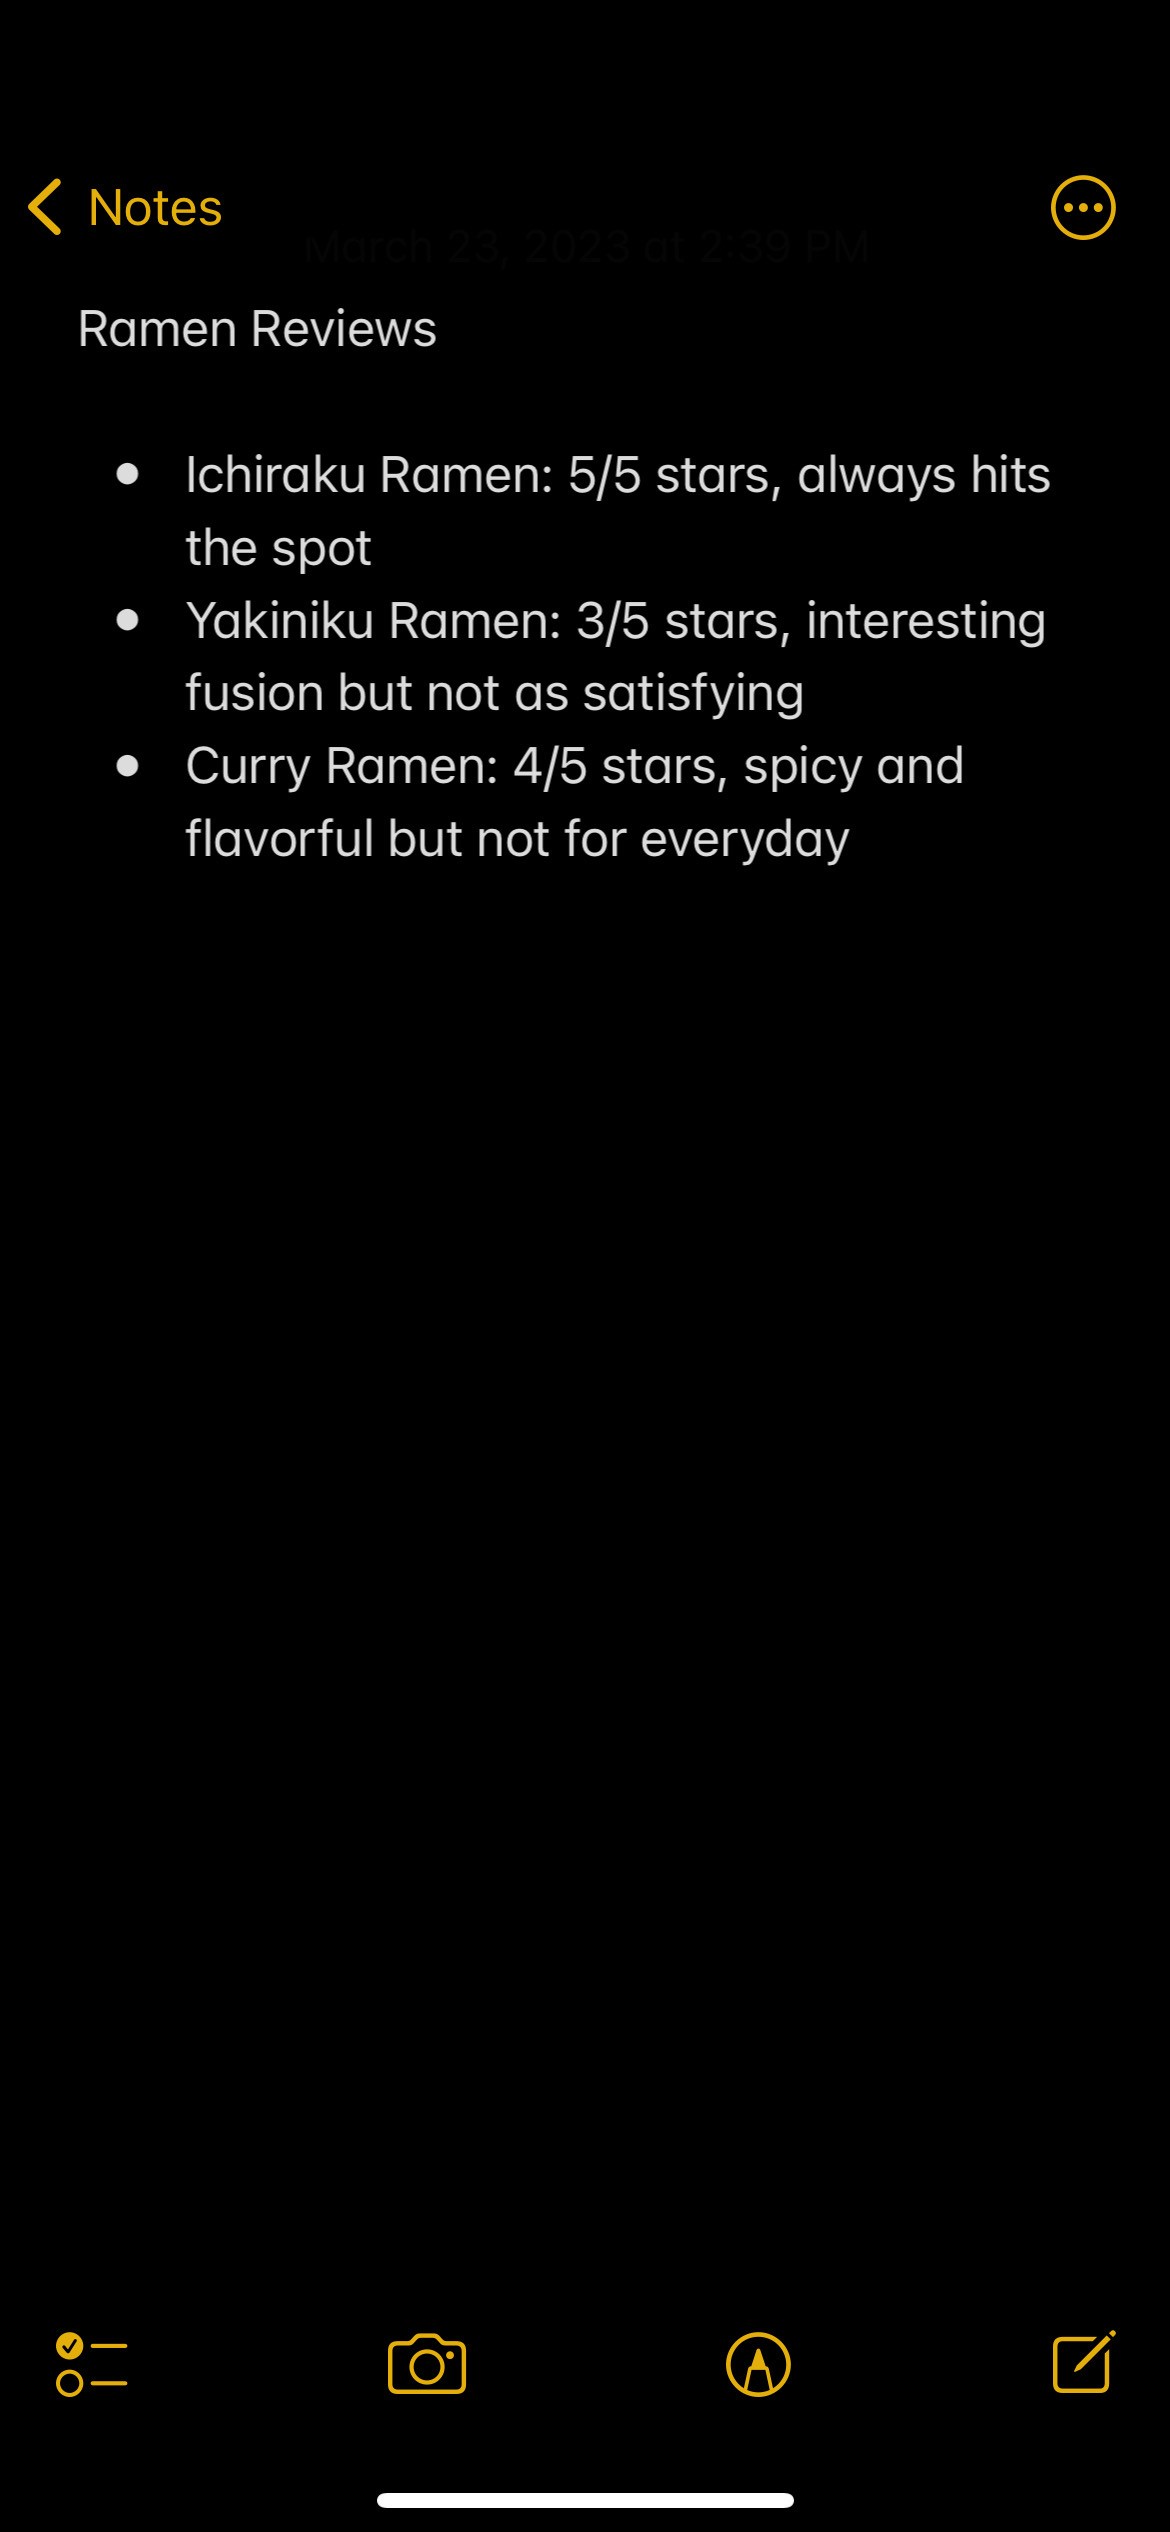 Notes
March 23, 2023 at 2:39 PM
Ramen Reviews
● Ichiraku Ramen: 5/5 stars, always hits
the spot
● Yakiniku Ramen: 3/5 stars, interesting
fusion but not as satisfying
● Curry Ramen: 4/5 stars, spicy and
flavorful but not for everyday